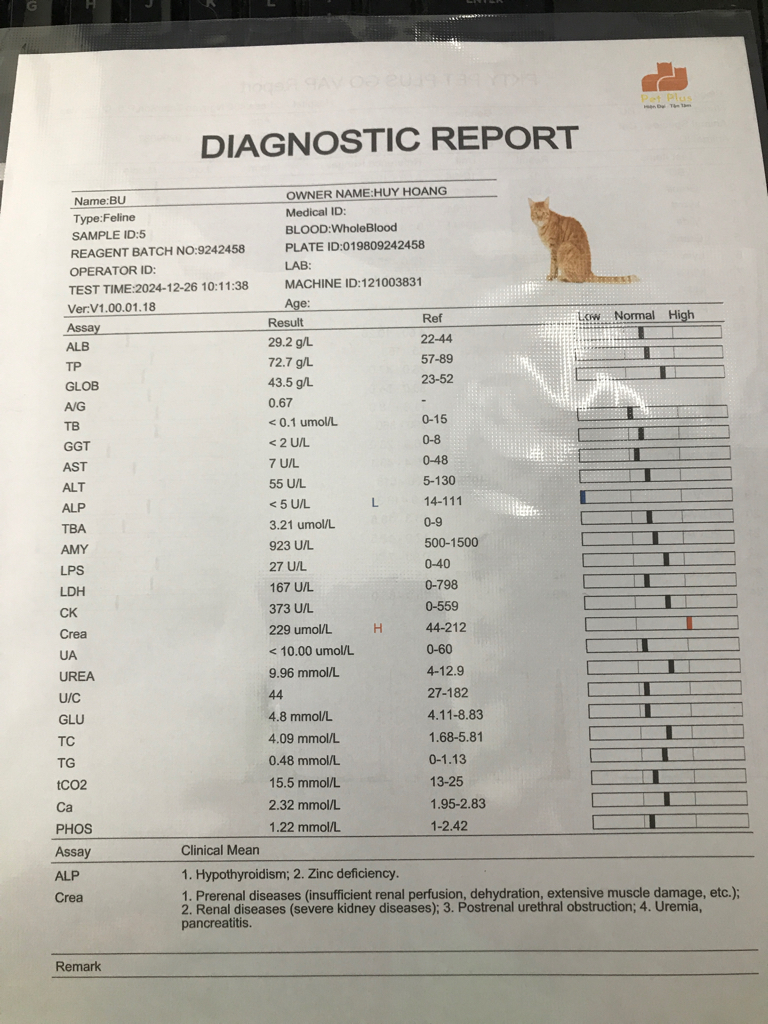 Pet Plus
Hiện Đại - Tận Tâm
DIAGNOSTIC REPORT
Name:BU OWNER NAME:HUY HOANG
Type:Feline Medical ID:
SAMPLE ID:5 BLOOD:WholeBlood
REAGENT BATCH NO:9242458 PLATE ID:019809242458
OPERATOR ID: LAB:
TEST TIME:2024-12-26 10:11:38 MACHINE ID:121003831
Ver:V1.00.01.18 Age:
Assay Result Ref Low Normal High
ALB 29.2 g/L 22-44
TP 72.7 g/L 57-89
GLOB 43.5 g/L 23-52
A/G 0.67 -
TB < 0.1 umol/L 0-15
GGT < 2 U/L 0-8
AST 7 U/L 0-48
ALT 55 U/L 5-130
ALP < 5 U/L L 14-111
TBA 3.21 umol/L 0-9
AMY 923 U/L 500-1500
LPS 27 U/L 0-40
LDH 167 U/L 0-798
CK 373 U/L 0-559
Crea 229 umol/L H 44-212
UA < 10.00 umol/L 0-60
UREA 9.96 mmol/L 4-12.9
U/C 44 27-182
GLU 4.8 mmol/L 4.11-8.83
TC 4.09 mmol/L 1.68-5.81
TG 0.48 mmol/L 0-1.13
tCO2 15.5 mmol/L 13-25
Ca 2.32 mmol/L 1.95-2.83
PHOS 1.22 mmol/L 1-2.42
Assay Clinical Mean
ALP 1. Hypothyroidism; 2. Zinc deficiency.
Crea 1. Prerenal diseases (insufficient renal perfusion, dehydration, extensive muscle damage, etc.);
2. Renal diseases (severe kidney diseases); 3. Postrenal urethral obstruction; 4. Uremia,
pancreatitis.
Remark